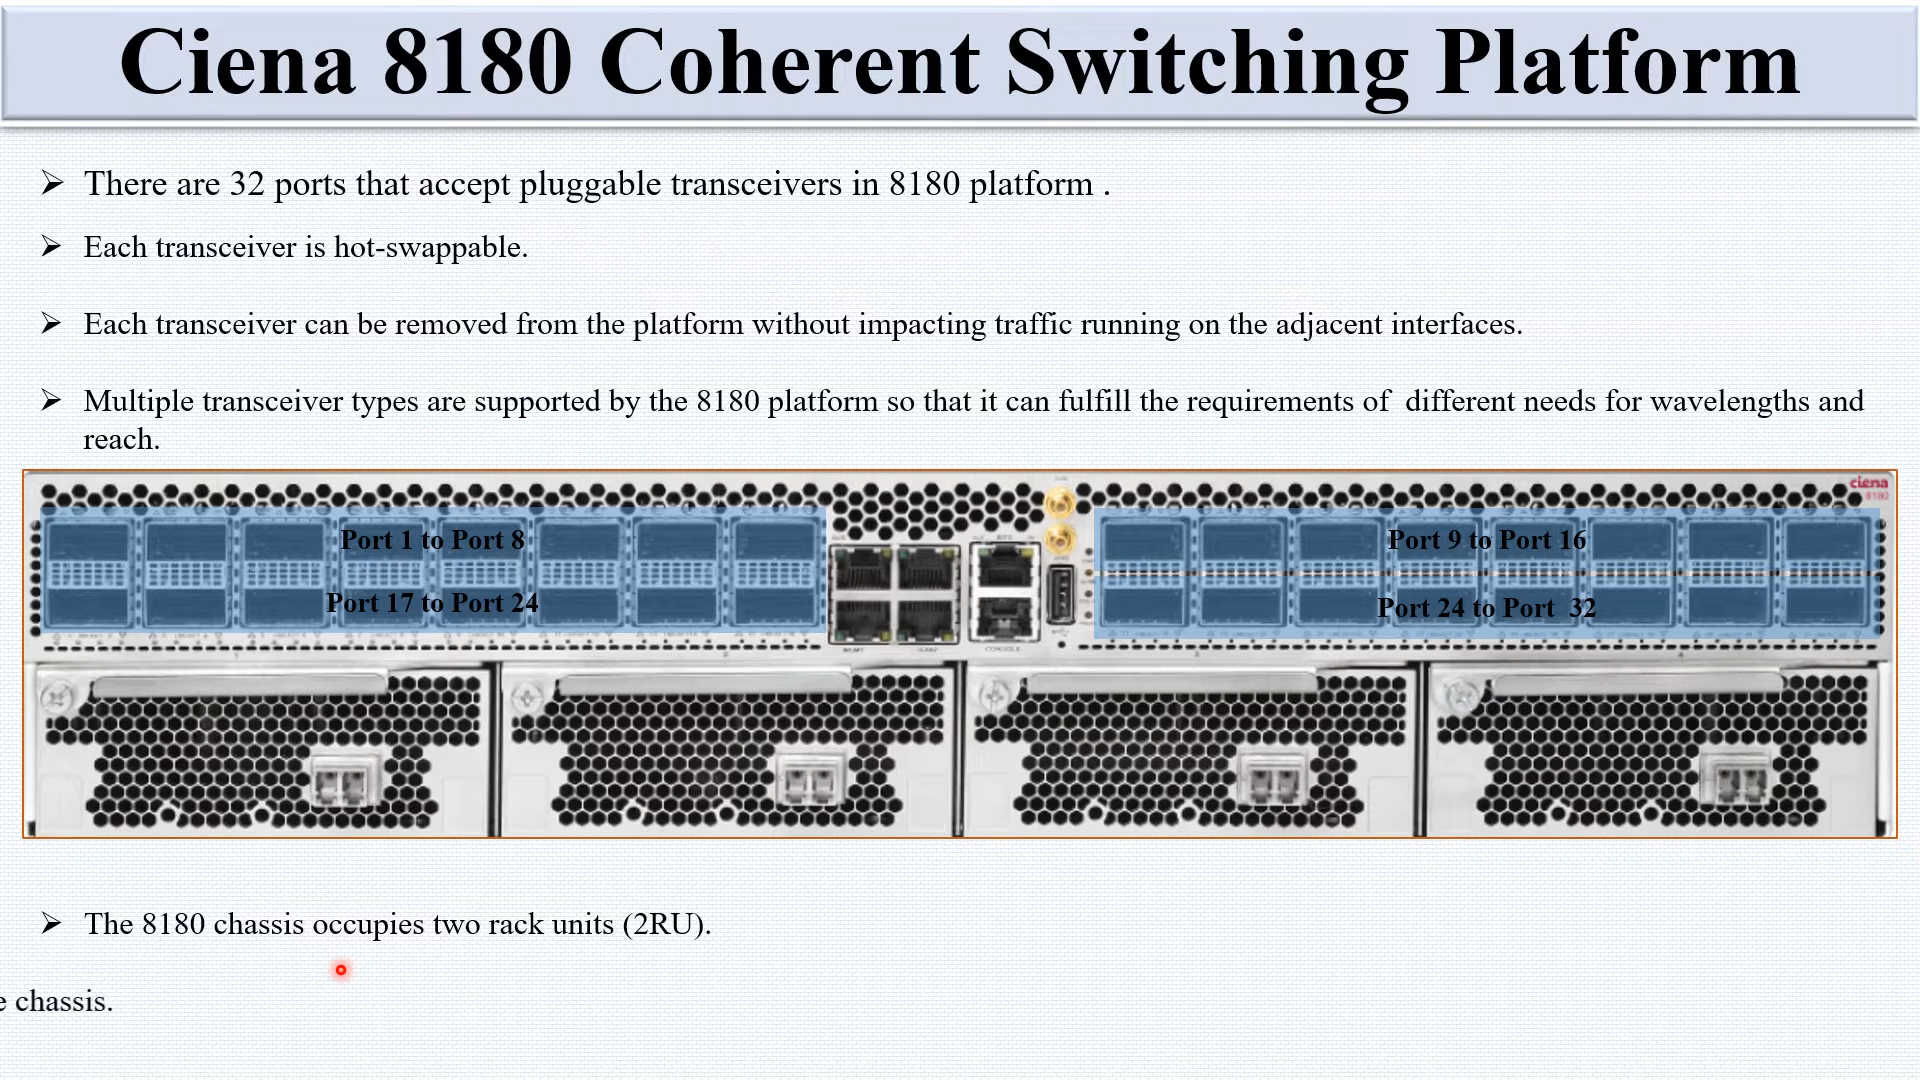 Ciena 8180 Coherent Switching Platform
There are 32 ports that accept pluggable transceivers in 8180 platform .
Each transceiver is hot-swappable.
Each transceiver can be removed from the platform without impacting traffic running on the adjacent interfaces.
Multiple transceiver types are supported by the 8180 platform so that it can fulfill the requirements of different needs for wavelengths and
reach.
ciena
8180
Port 1 to Port 8
Port 9 to Port 16
Port 17 to Port 24
Port 24 to Port 32
CONSOLE
The 8180 chassis occupies two rack units (2RU).
e chassis.